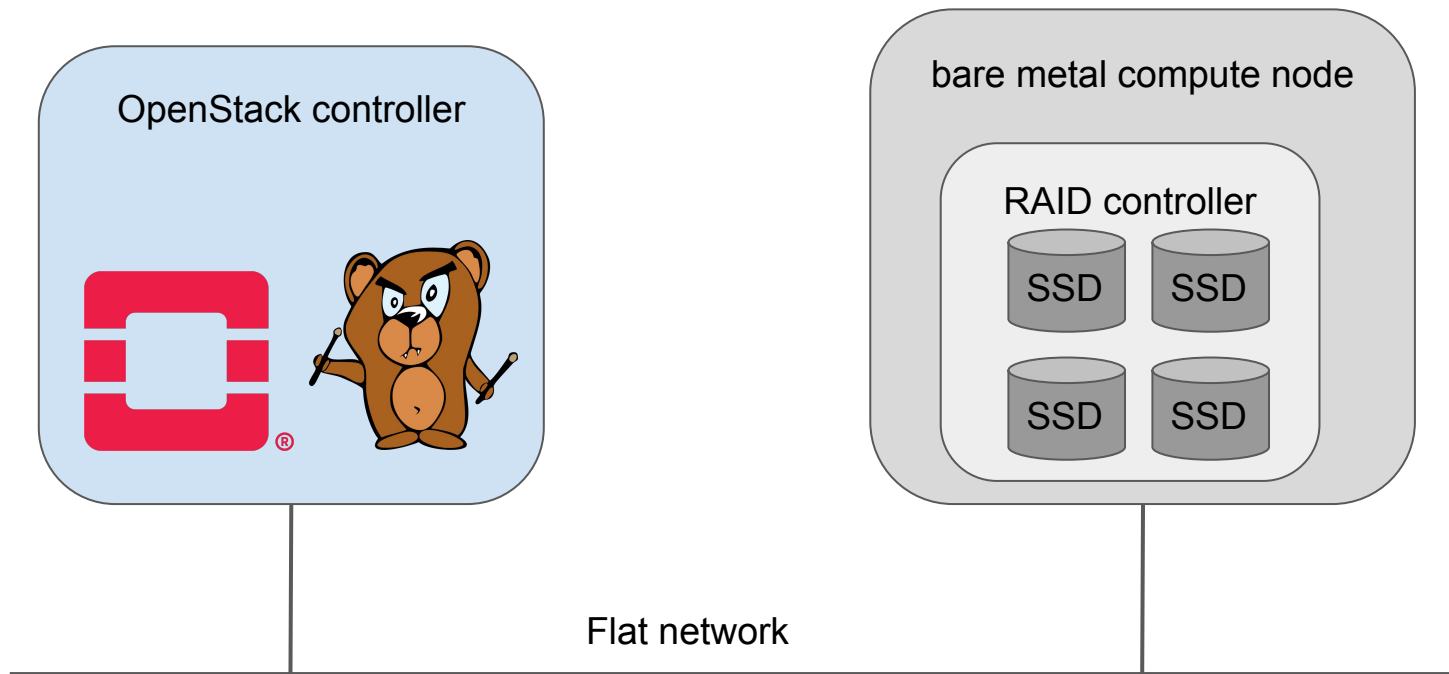 OpenStack controller
bare metal compute node
RAID controller
SSD SSD
SSD SSD
®
Flat network